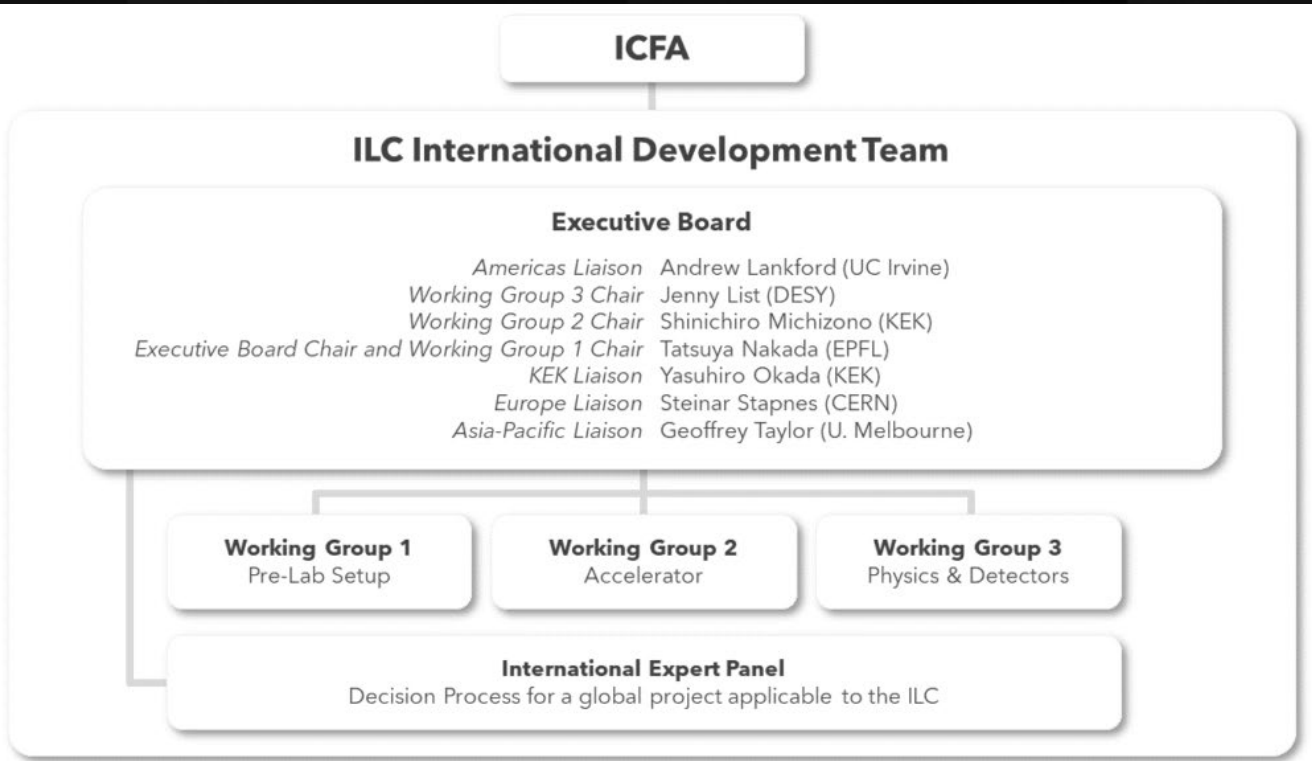 ICFA
ILC International Development Team
Executive Board
Americas Liaison Andrew Lankford (UC Irvine)
Working Group 3 Chair Jenny List (DESY)
Working Group 2 Chair Shinichiro Michizono (KEK)
Executive Board Chair and Working Group 1 Chair Tatsuya Nakada (EPFL)
KEK Liaison Yasuhiro Okada (KEK)
Europe Liaison Steinar Stapnes (CERN)
Asia-Pacific Liaison Geoffrey Taylor (U. Melbourne)
Working Group 1
Pre-Lab Setup
Working Group 2
Accelerator
Working Group 3
Physics & Detectors
International Expert Panel
Decision Process for a global project applicable to the ILC